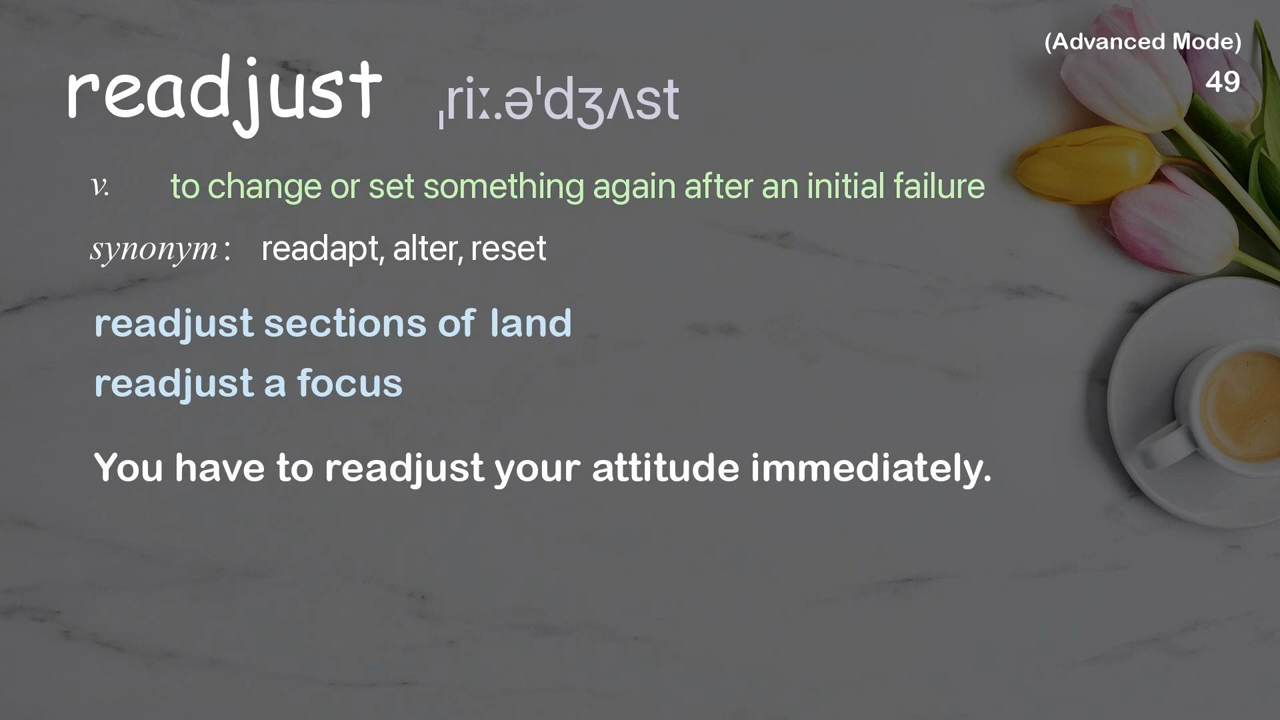 (Advanced Mode)
readjust ˌriː.əˈdʒʌst
49
v. to change or set something again after an initial failure
synonym : readapt, alter, reset
readjust sections of land
readjust a focus
You have to readjust your attitude immediately.